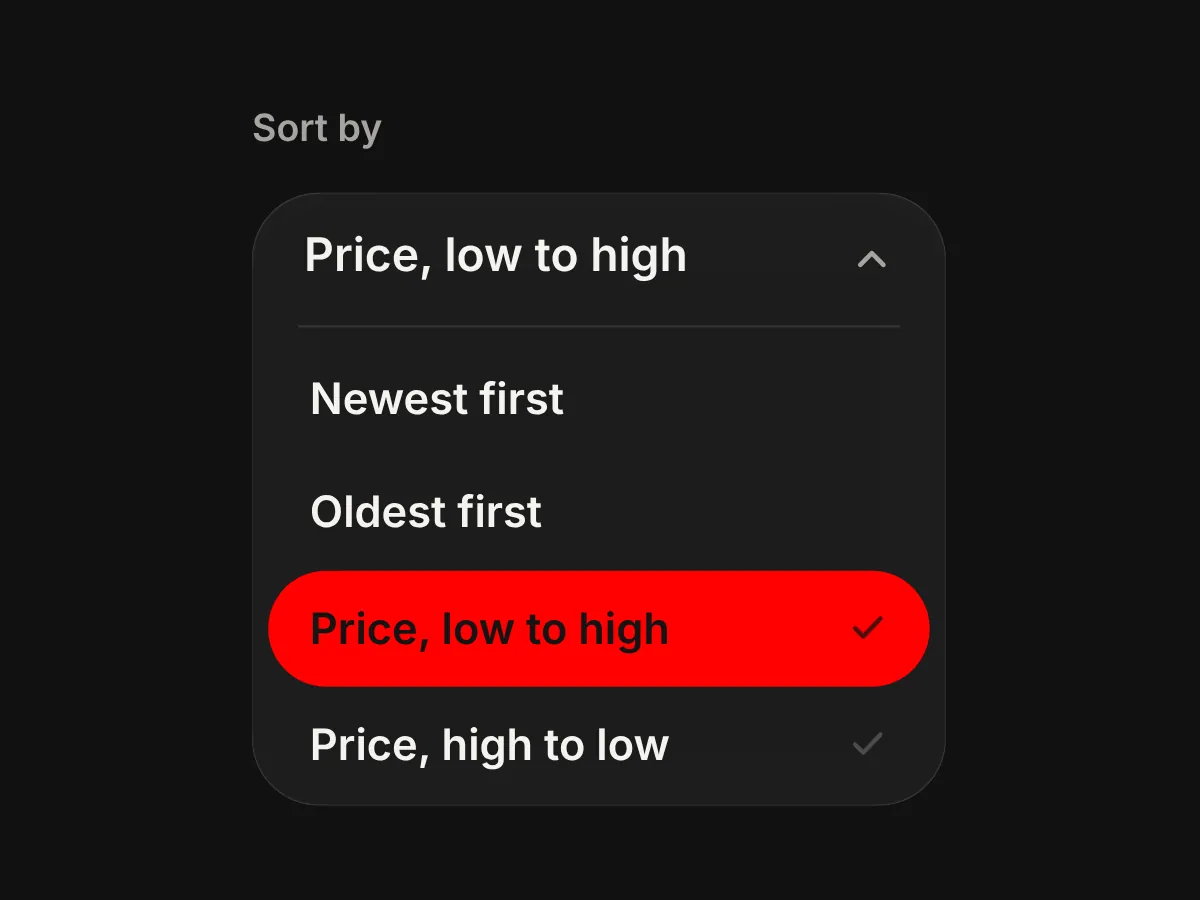 Sort by
Price, low to high
Newest first
Oldest first
Price, low to high
Price, high to low